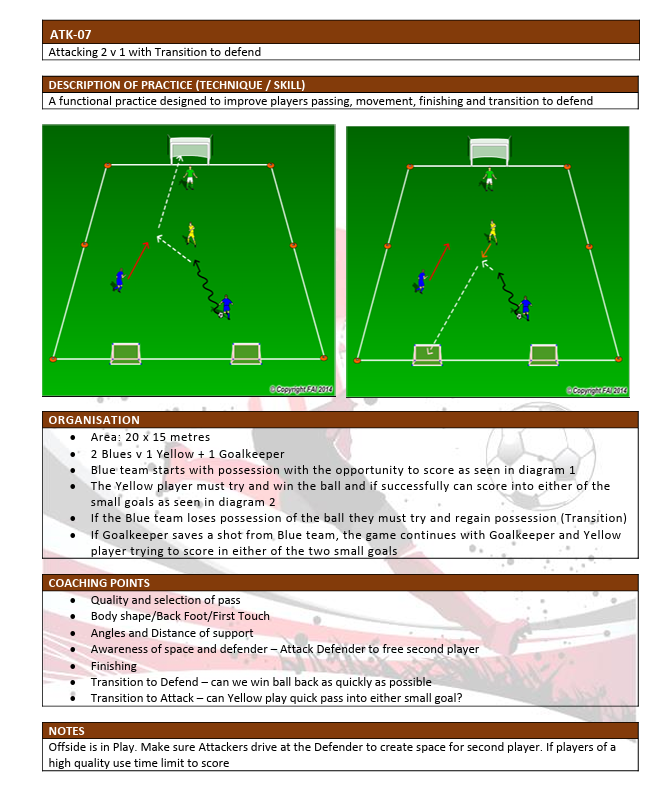 ATK-07
Attacking 2 v 1 with Transition to defend
DESCRIPTION OF PRACTICE (TECHNIQUE / SKILL)
A functional practice designed to improve players passing, movement, finishing and transition to defend
© Copyright FAI 2014
© Copyright FAI 2014
ORGANISATION
• Area: 20 x 15 metres
• 2 Blues v 1 Yellow + 1 Goalkeeper
• Blue team starts with possession with the opportunity to score as seen in diagram 1
• The Yellow player must try and win the ball and if successfully can score into either of the
small goals as seen in diagram 2
• If the Blue team loses possession of the ball they must try and regain possession (Transition)
• If Goalkeeper saves a shot from Blue team, the game continues with Goalkeeper and Yellow
player trying to score in either of the two small goals
COACHING POINTS
• Quality and selection of pass
• Body shape/Back Foot/First Touch
• Angles and Distance of support
• Awareness of space and defender – Attack Defender to free second player
• Finishing
• Transition to Defend – can we win ball back as quickly as possible
• Transition to Attack – can Yellow play quick pass into either small goal?
NOTES
Offside is in Play. Make sure Attackers drive at the Defender to create space for second player. If players of a
high quality use time limit to score